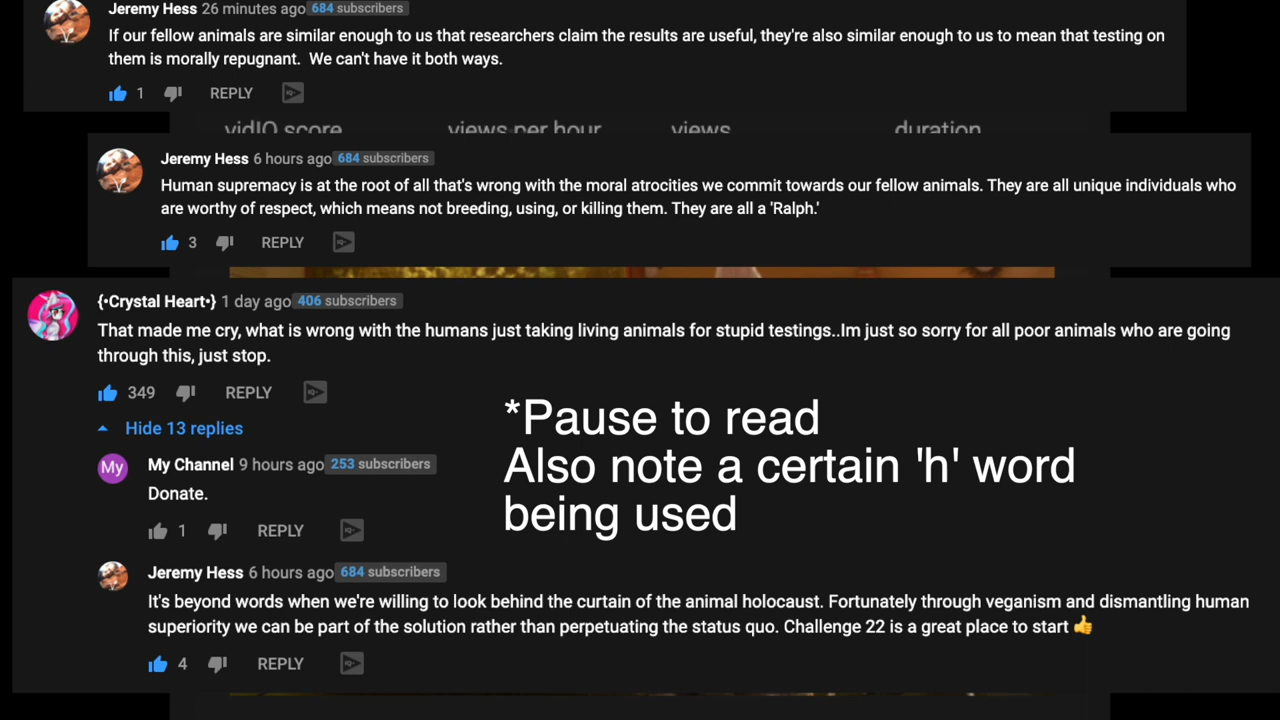 Jeremy Hess 26 minutes ago 684 subscribers
If our fellow animals are similar enough to us that researchers claim the results are useful, they're also similar enough to us to mean that testing on
them is morally repugnant. We can't have it both ways.
1 REPLY
vidIQ score views per hour views duration
Jeremy Hess 6 hours ago 684 subscribers
Human supremacy is at the root of all that's wrong with the moral atrocities we commit towards our fellow animals. They are all unique individuals who
are worthy of respect, which means not breeding, using, or killing them. They are all a 'Ralph.'
3 REPLY
{•Crystal Heart•} 1 day ago 406 subscribers
That made me cry, what is wrong with the humans just taking living animals for stupid testings..Im just so sorry for all poor animals who are going
through this, just stop.
349 REPLY
Hide 13 replies
*Pause to read
Also note a certain 'h' word
being used
My
My Channel 9 hours ago 253 subscribers
Donate.
1 REPLY
Jeremy Hess 6 hours ago 684 subscribers
It's beyond words when we're willing to look behind the curtain of the animal holocaust. Fortunately through veganism and dismantling human
superiority we can be part of the solution rather than perpetuating the status quo. Challenge 22 is a great place to start 👍
4 REPLY